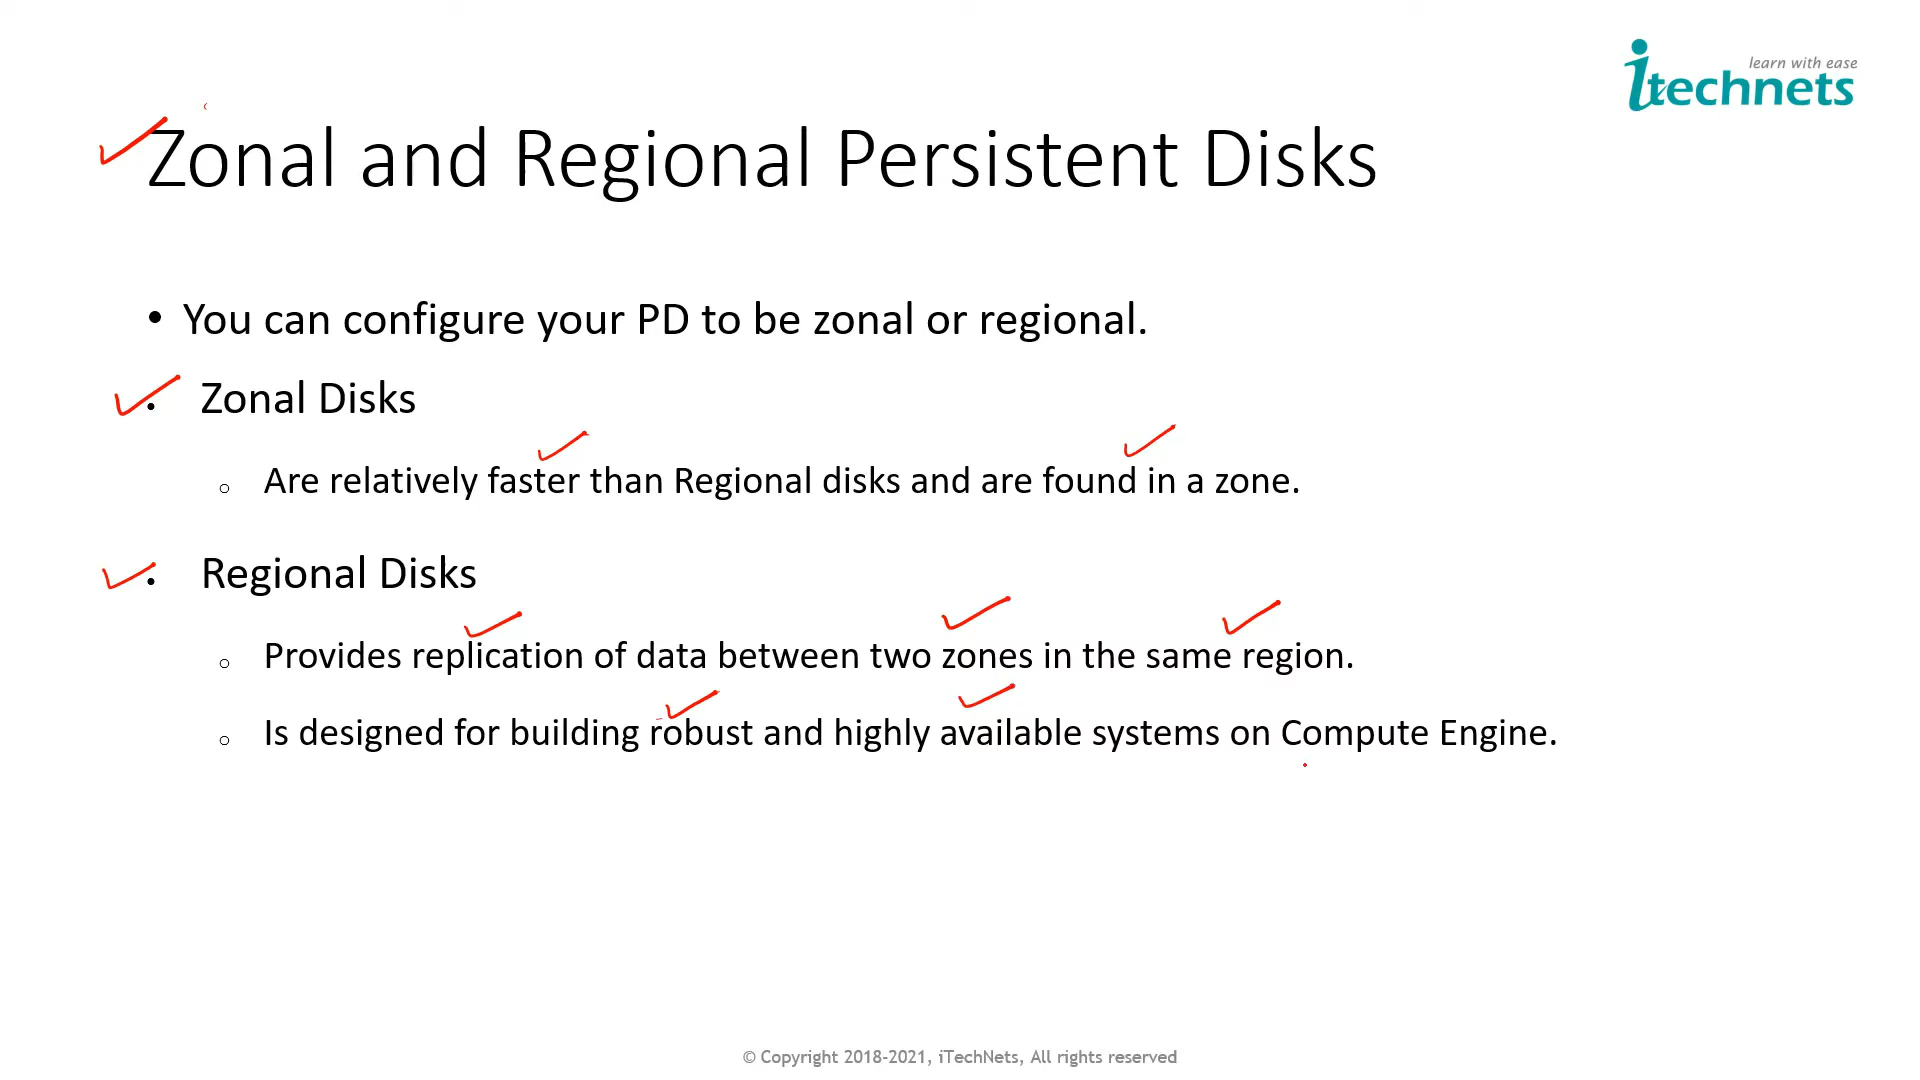 learn with ease
itechnets
Zonal and Regional Persistent Disks
• You can configure your PD to be zonal or regional.
• Zonal Disks
○ Are relatively faster than Regional disks and are found in a zone.
• Regional Disks
○ Provides replication of data between two zones in the same region.
○ Is designed for building robust and highly available systems on Compute Engine.
© Copyright 2018-2021, iTechNets, All rights reserved